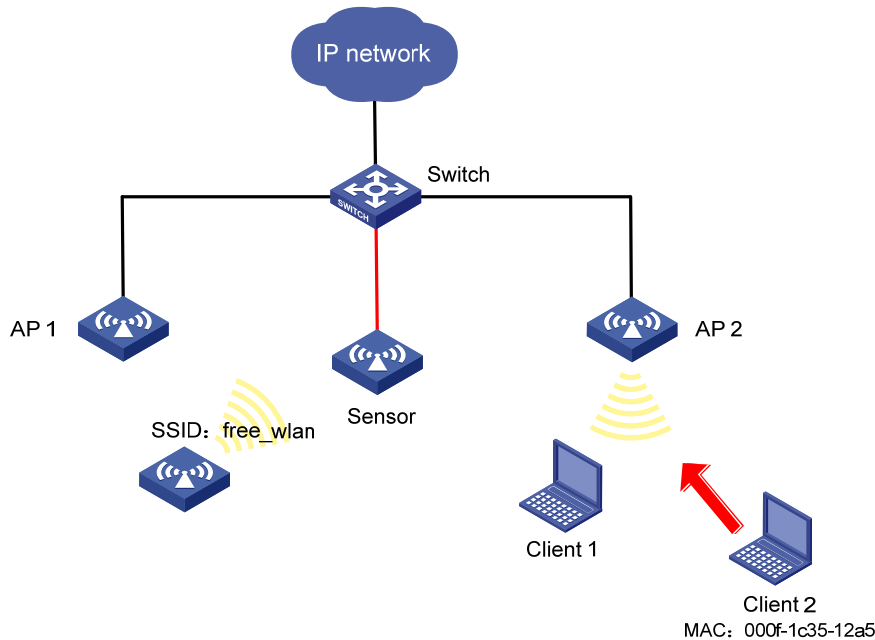 IP network
Switch
SWITCH
AP 1
AP 2
Sensor
SSID：free_wlan
Client 1
Client 2
MAC：000f-1c35-12a5